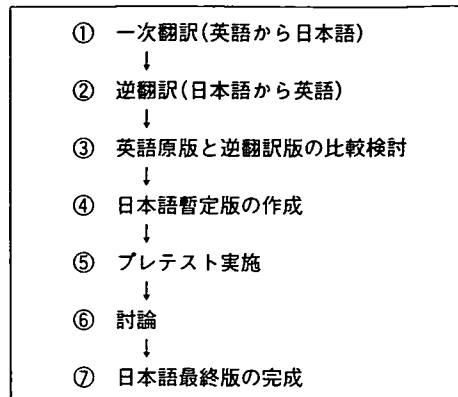 ① 一次翻訳(英語から日本語)
↓
② 逆翻訳(日本語から英語)
↓
③ 英語原版と逆翻訳版の比較検討
↓
④ 日本語暫定版の作成
↓
⑤ プレテスト実施
↓
⑥ 討論
↓
⑦ 日本語最終版の完成